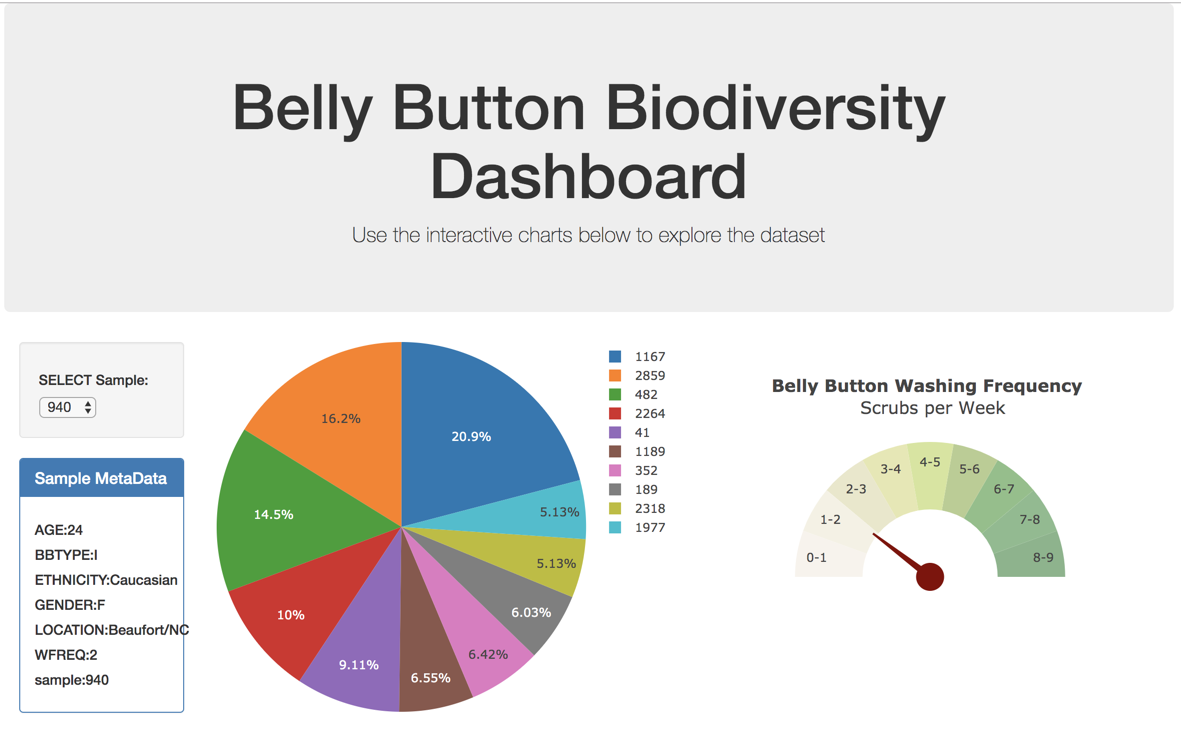 Belly Button Biodiversity
Dashboard
Use the interactive charts below to explore the dataset
SELECT Sample:
940
Sample MetaData
AGE:24
BBTYPE:I
ETHNICITY:Caucasian
GENDER:F
LOCATION:Beaufort/NC
WFREQ:2
sample:940
20.9%
16.2%
14.5%
10%
9.11%
6.55%
6.42%
6.03%
5.13%
5.13%
1167
2859
482
2264
41
1189
352
189
2318
1977
Belly Button Washing Frequency
Scrubs per Week
0-1
1-2
2-3
3-4
4-5
5-6
6-7
7-8
8-9